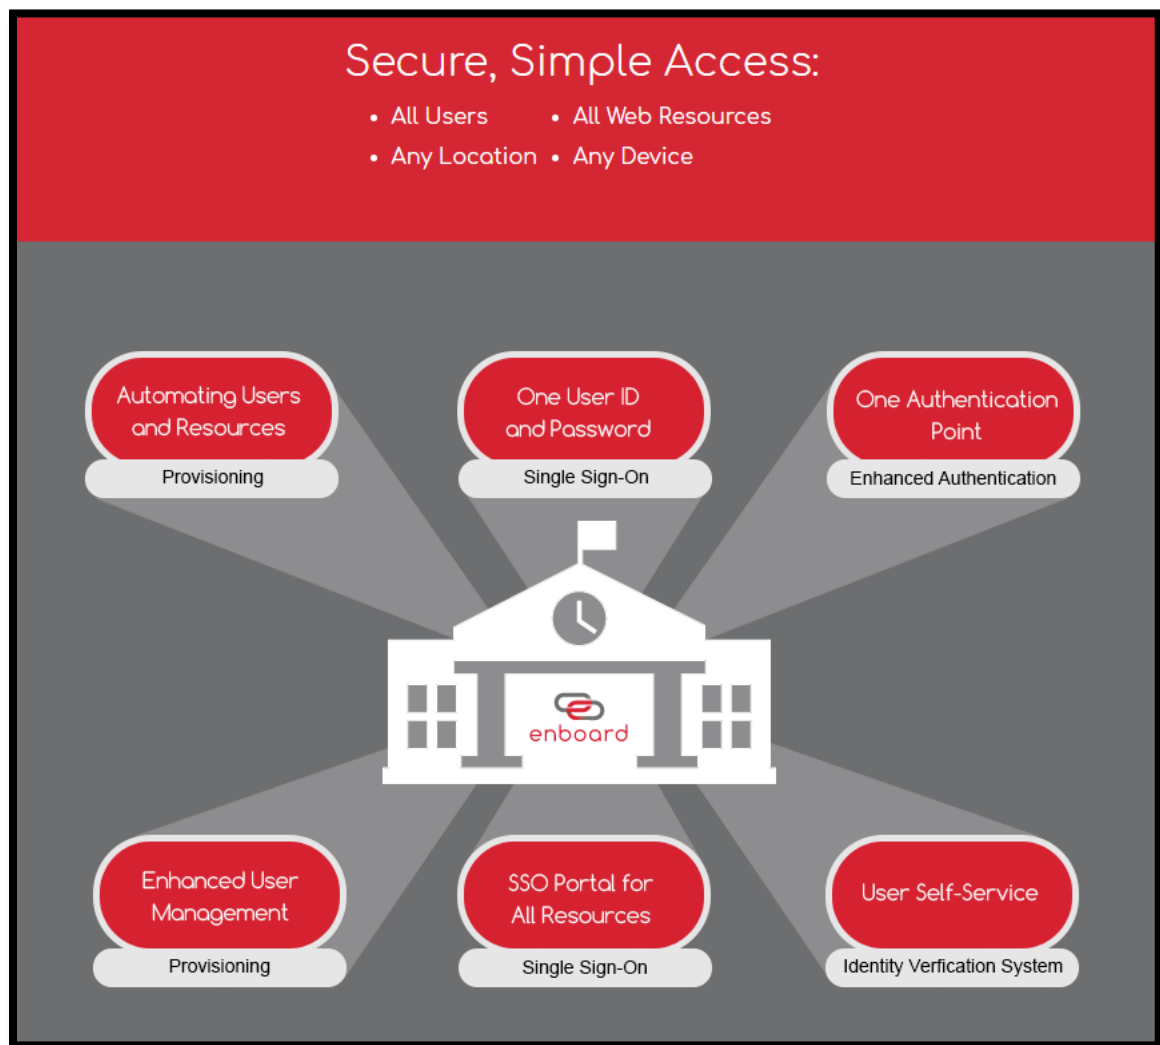 Secure, Simple Access:
• All Users • All Web Resources
• Any Location • Any Device
Automating Users
and Resources
Provisioning
One User ID
and Password
Single Sign-On
One Authentication
Point
Enhanced Authentication
enboard
Enhanced User
Management
Provisioning
SSO Portal for
All Resources
Single Sign-On
User Self-Service
Identity Verfication System